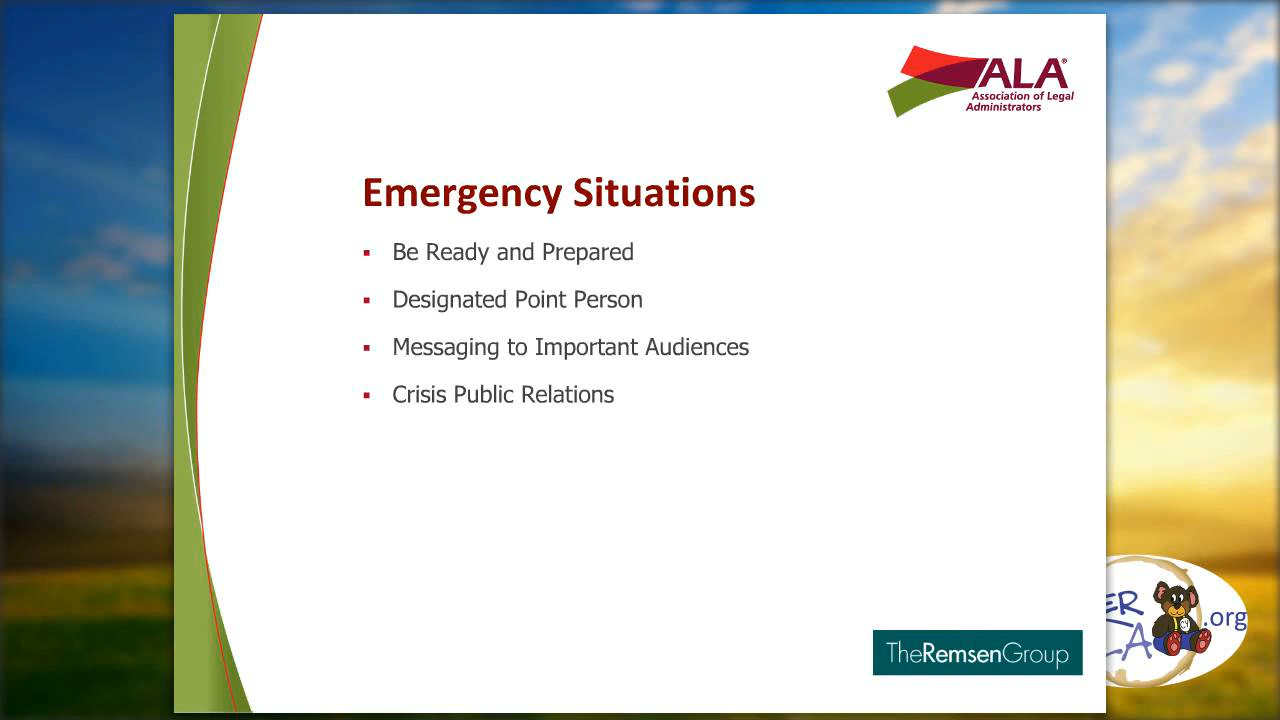 ALA®
Association of Legal
Administrators
Emergency Situations
▪ Be Ready and Prepared
▪ Designated Point Person
▪ Messaging to Important Audiences
▪ Crisis Public Relations
TheRemsenGroup
ER
.org